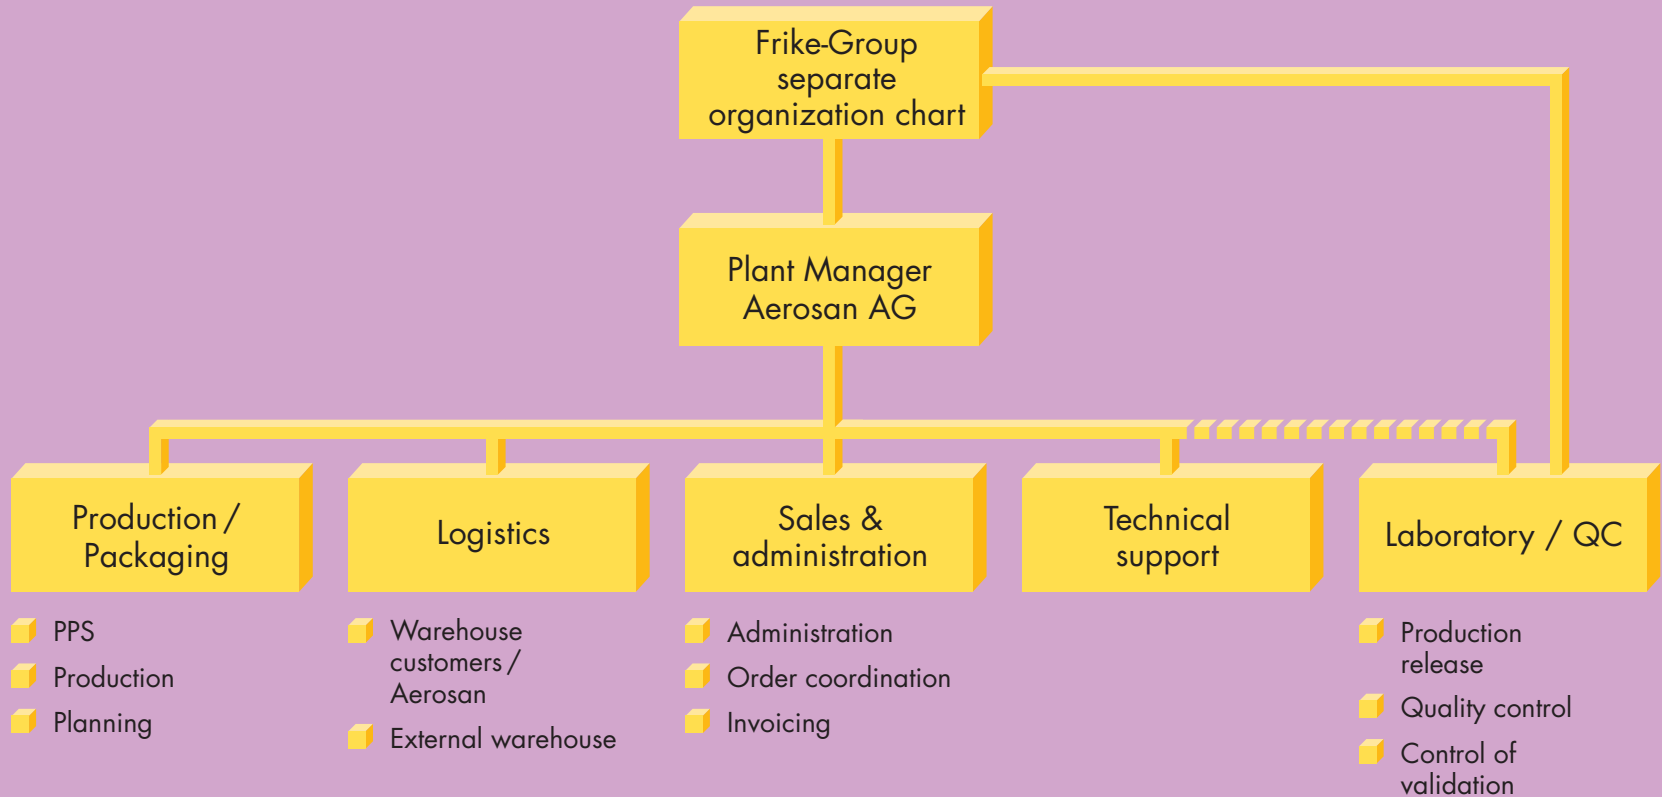 Frike-Group
separate
organization chart
Plant Manager
Aerosan AG
Production /
Packaging
Logistics
Sales &
administration
Technical
support
Laboratory / QC
PPS
Production
Planning
Warehouse
customers /
Aerosan
External warehouse
Administration
Order coordination
Invoicing
Production
release
Quality control
Control of
validation